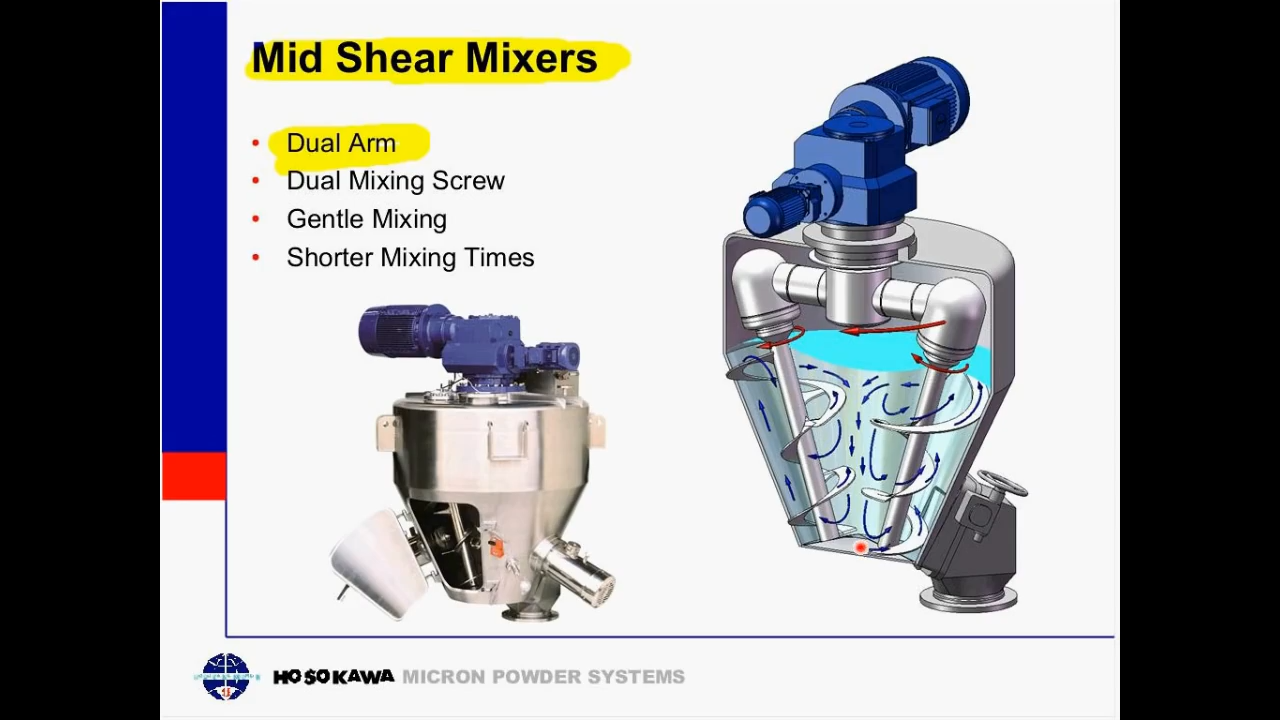 Mid Shear Mixers
• Dual Arm
• Dual Mixing Screw
• Gentle Mixing
• Shorter Mixing Times
HOSOKAWA MICRON POWDER SYSTEMS